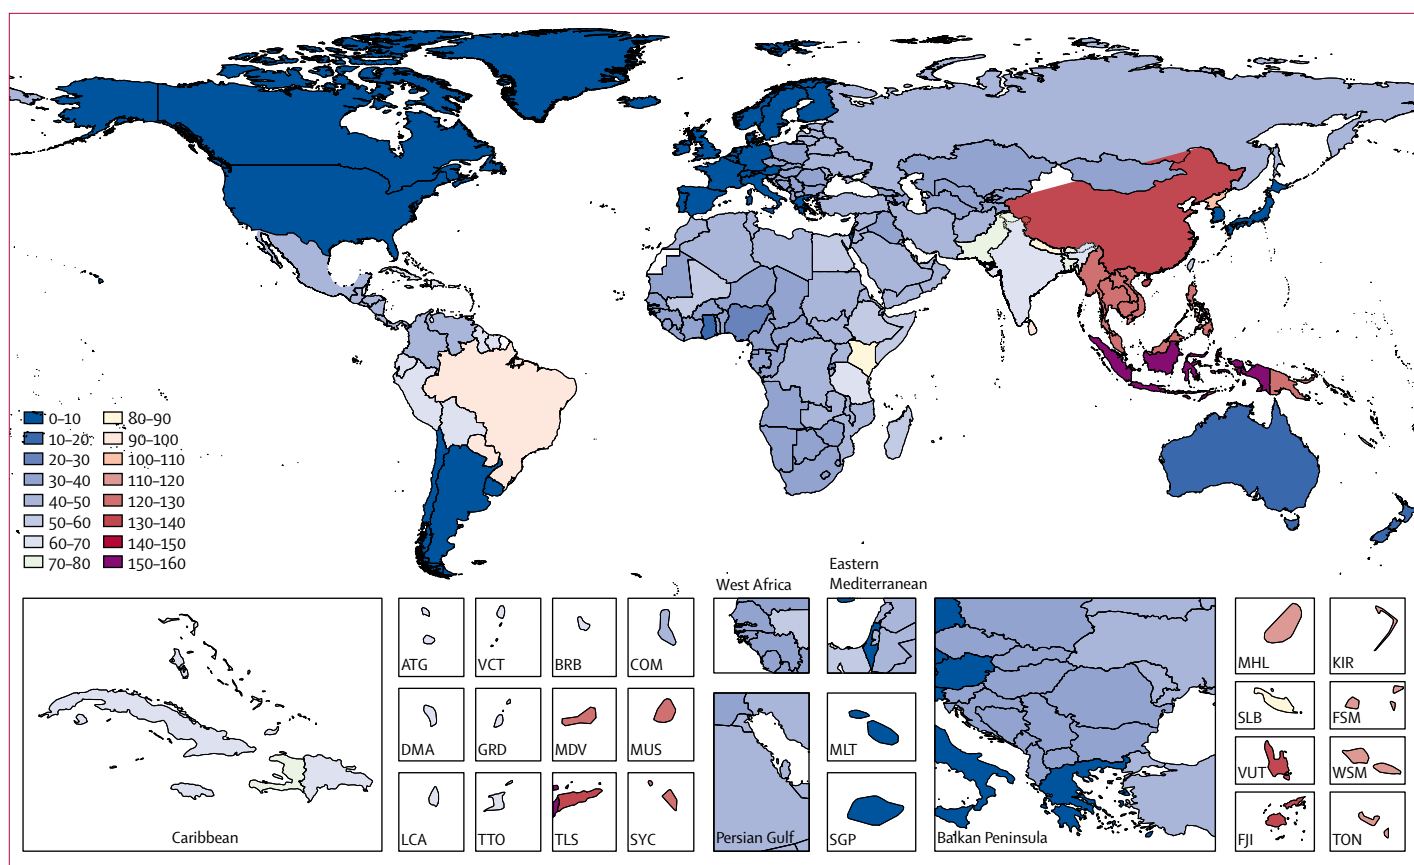 0–10
10–20
20–30
30–40
40–50
50–60
60–70
70–80
80–90
90–100
100–110
110–120
120–130
130–140
140–150
150–160
West Africa
Eastern
Mediterranean
ATG
VCT
BRB
COM
MHL
KIR
DMA
GRD
MDV
MUS
MLT
SLB
FSM
VUT
WSM
Caribbean
LCA
TTO
TLS
SYC
Persian Gulf
SGP
Balkan Peninsula
FJI
TON